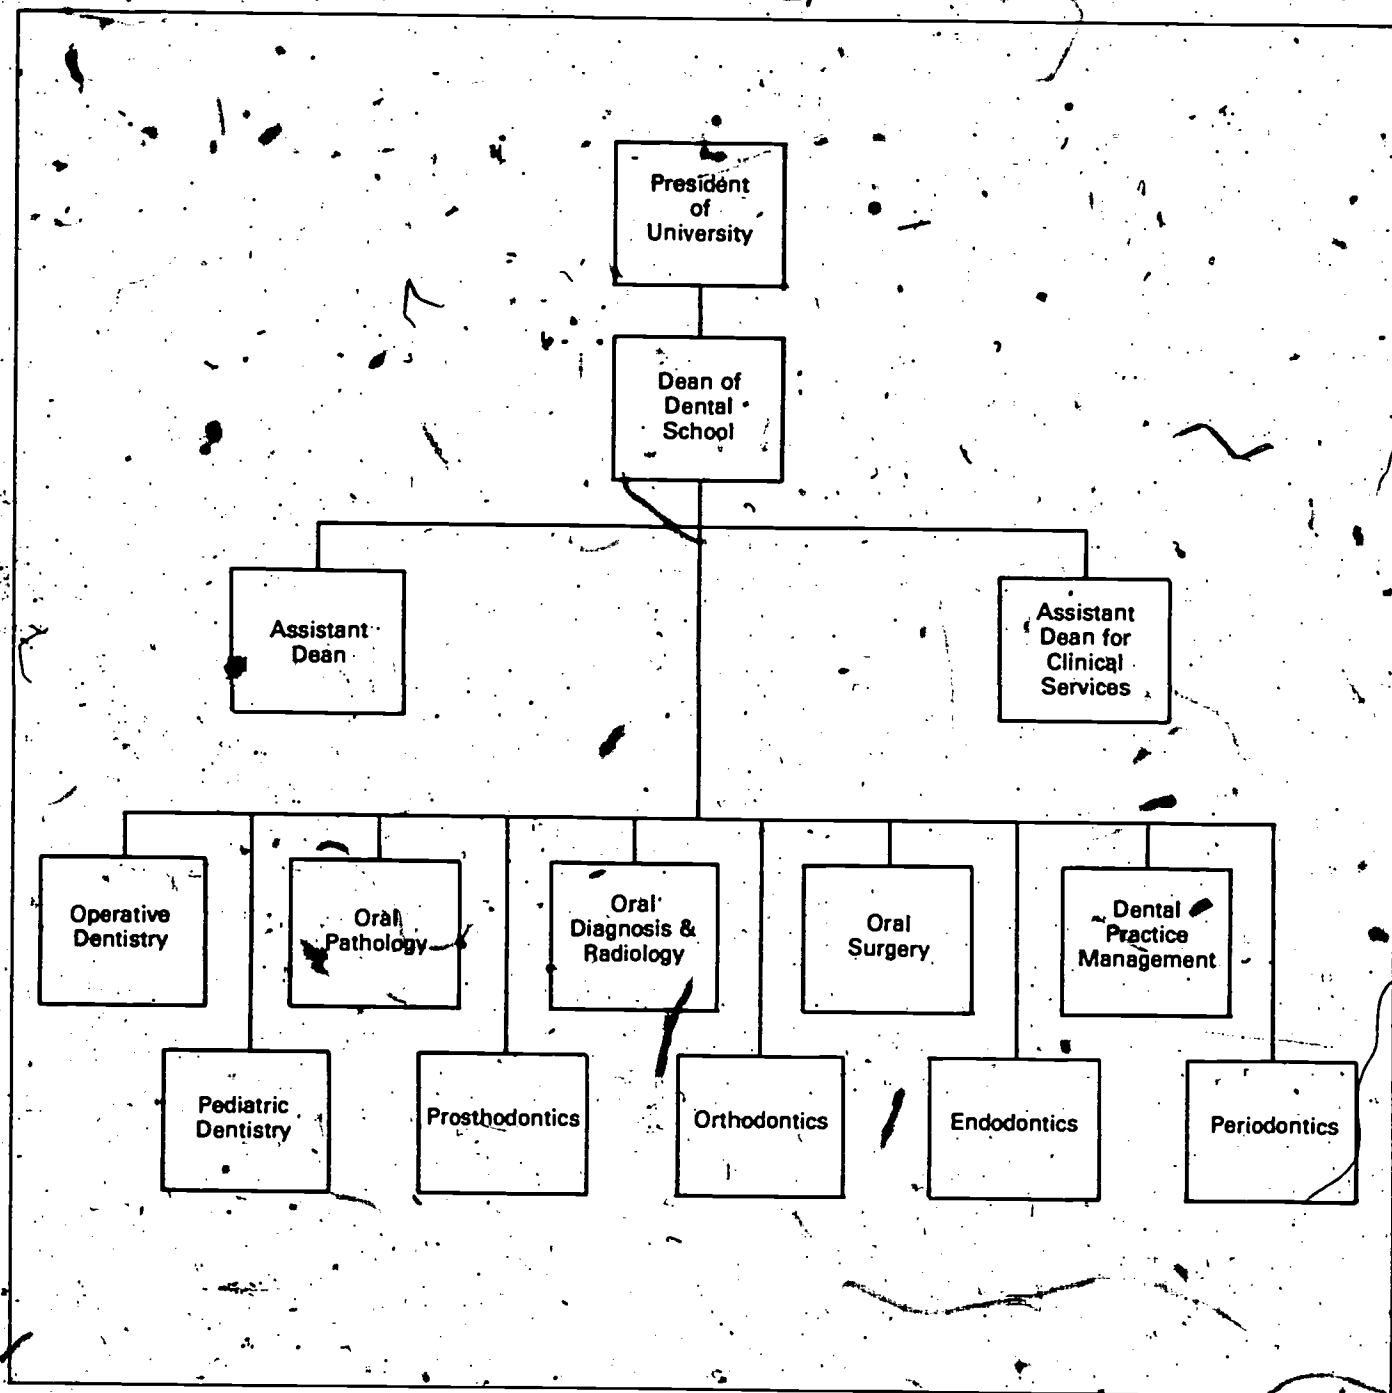 President
of
University
Dean of
Dental
School
Assistant
Dean
Assistant
Dean for
Clinical
Services
Operative
Dentistry
Oral
Pathology
Oral
Diagnosis &
Radiology
Oral
Surgery
Dental
Practice
Management
Pediatric
Dentistry
Prosthodontics
Orthodontics
Endodontics
Periodontics